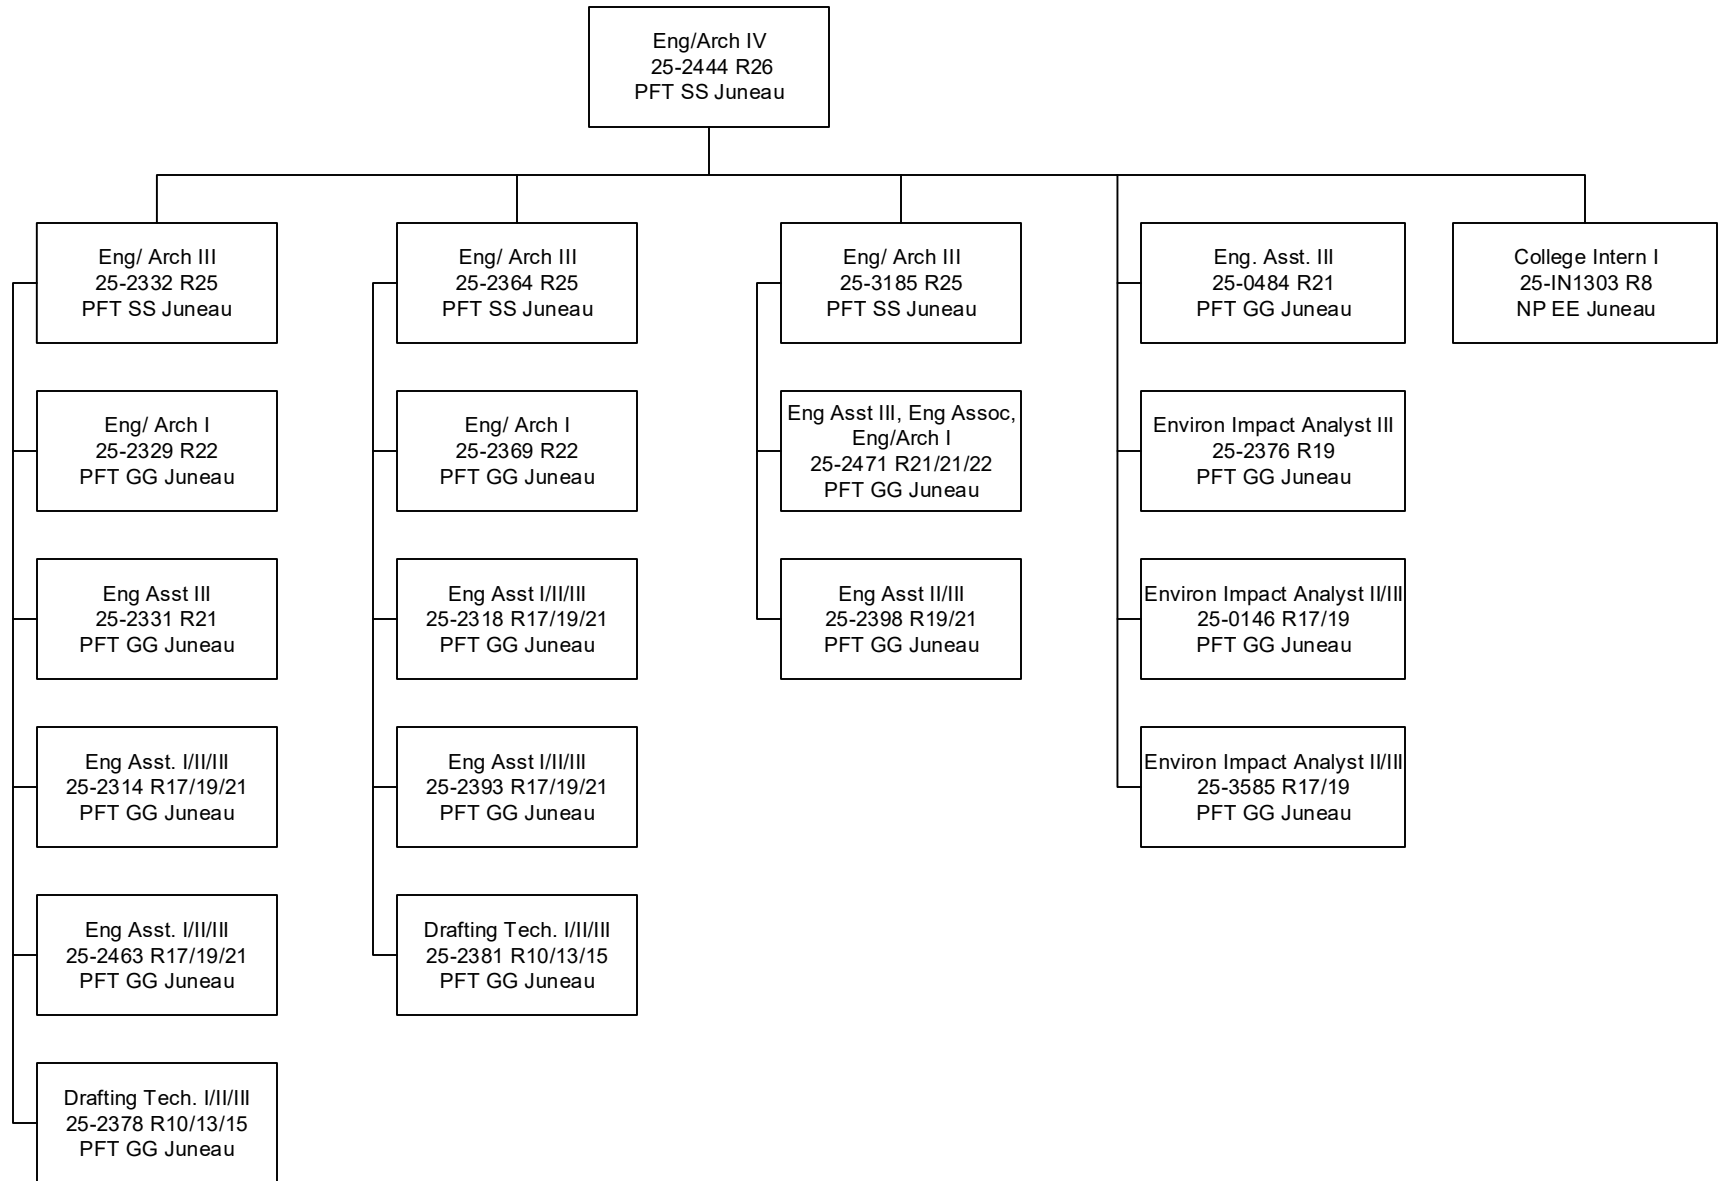 Eng/Arch IV
25-2444 R26
PFT SS Juneau
Eng/ Arch III
25-2332 R25
PFT SS Juneau
Eng/ Arch I
25-2329 R22
PFT GG Juneau
Eng Asst III
25-2331 R21
PFT GG Juneau
Eng Asst. I/II/III
25-2314 R17/19/21
PFT GG Juneau
Eng Asst. I/II/III
25-2463 R17/19/21
PFT GG Juneau
Drafting Tech. I/II/III
25-2378 R10/13/15
PFT GG Juneau
Eng/ Arch III
25-2364 R25
PFT SS Juneau
Eng/ Arch I
25-2369 R22
PFT GG Juneau
Eng Asst I/II/III
25-2318 R17/19/21
PFT GG Juneau
Eng Asst I/II/III
25-2393 R17/19/21
PFT GG Juneau
Drafting Tech. I/II/III
25-2381 R10/13/15
PFT GG Juneau
Eng/ Arch III
25-3185 R25
PFT SS Juneau
Eng Asst III, Eng Assoc,
Eng/Arch I
25-2471 R21/21/22
PFT GG Juneau
Eng Asst II/III
25-2398 R19/21
PFT GG Juneau
Eng. Asst. III
25-0484 R21
PFT GG Juneau
Environ Impact Analyst III
25-2376 R19
PFT GG Juneau
Environ Impact Analyst II/III
25-0146 R17/19
PFT GG Juneau
Environ Impact Analyst II/III
25-3585 R17/19
PFT GG Juneau
College Intern I
25-IN1303 R8
NP EE Juneau